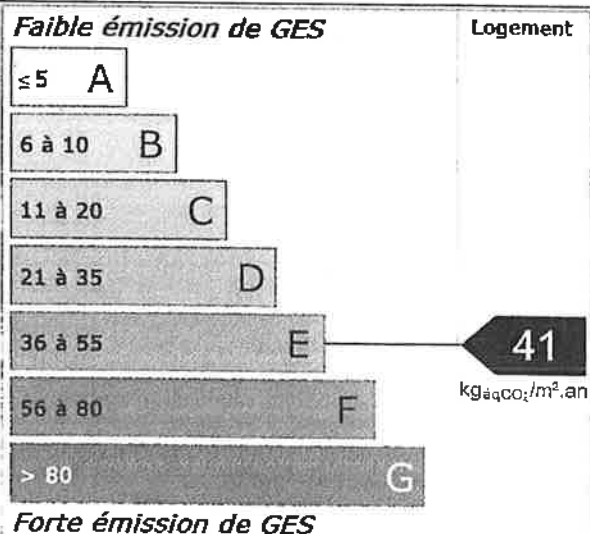 Faible émission de GES Logement
≤ 5 A
6 à 10 B
11 à 20 C
21 à 35 D
36 à 55 E 41
kgéqCO₂/m².an
56 à 80 F
> 80 G
Forte émission de GES